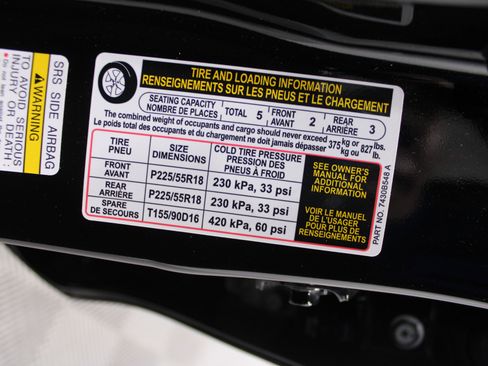 TIRE AND LOADING INFORMATION
RENSEIGNEMENTS SUR LES PNEUS ET LE CHARGEMENT
SEATING CAPACITY
NOMBRE DE PLACES
TOTAL 5
FRONT
AVANT
2
REAR
ARRIÈRE
3
The combined weight of occupants and cargo should never exceed 375 kg or 827 lbs.
Le poids total des occupants et du chargement ne doit jamais dépasser 375 kg ou 827 lb.
TIRE
PNEU
SIZE
DIMENSIONS
COLD TIRE PRESSURE
PRESSION DES
PNEUS À FROID
FRONT
AVANT
P225/55R18
230 kPa, 33 psi
REAR
ARRIÈRE
P225/55R18
230 kPa, 33 psi
SPARE
DE SECOURS
T155/90D16
420 kPa, 60 psi
SEE OWNER'S
MANUAL FOR
ADDITIONAL
INFORMATION
VOIR LE MANUEL
DE L'USAGER
POUR PLUS DE
RENSEIGNEMENTS
PART NO. 7430B548 A
SRS SIDE AIRBAG
WARNING
TO AVOID SERIOUS
INJURY OR DEATH:
• Do not lean